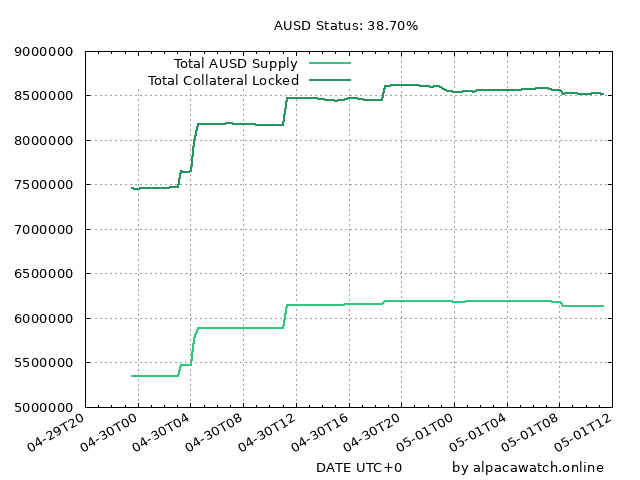 AUSD Status: 38.70%
9000000
Total AUSD Supply
Total Collateral Locked
8500000
8000000
7500000
7000000
6500000
6000000
5500000
5000000
04-29T20
04-30T00
04-30T04
04-30T08
04-30T12
04-30T16
04-30T20
05-01T00
05-01T04
05-01T08
05-01T12
DATE UTC+0
by alpacawatch.online